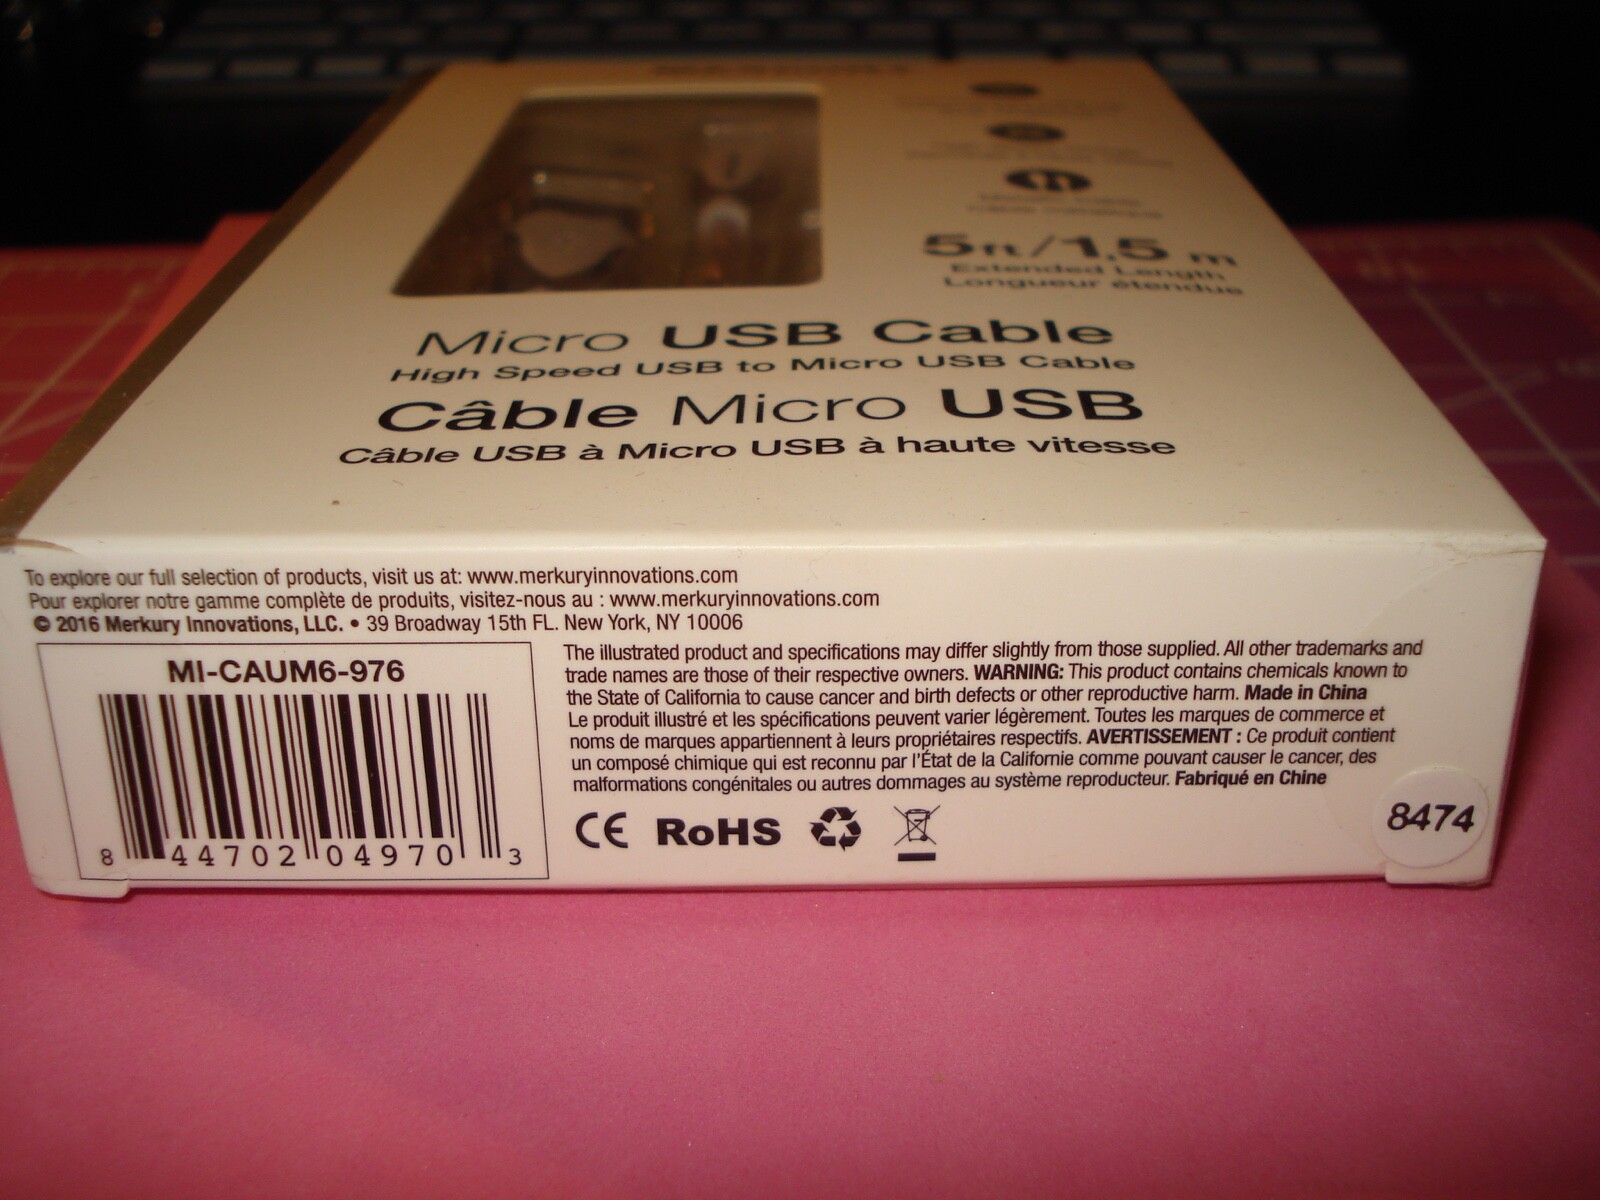 5ft/1.5 m
Extended Length
Longueur étendue
Micro USB Cable
High Speed USB to Micro USB Cable
Câble Micro USB
Câble USB à Micro USB à haute vitesse
To explore our full selection of products, visit us at: www.merkuryinnovations.com
Pour explorer notre gamme complète de produits, visitez-nous au : www.merkuryinnovations.com
© 2016 Merkury Innovations, LLC. • 39 Broadway 15th FL. New York, NY 10006
MI-CAUM6-976
8 44702 04970 3
The illustrated product and specifications may differ slightly from those supplied. All other trademarks and
trade names are those of their respective owners. WARNING: This product contains chemicals known to
the State of California to cause cancer and birth defects or other reproductive harm. Made in China
Le produit illustré et les spécifications peuvent varier légèrement. Toutes les marques de commerce et
noms de marques appartiennent à leurs propriétaires respectifs. AVERTISSEMENT : Ce produit contient
un composé chimique qui est reconnu par l'État de la Californie comme pouvant causer le cancer, des
malformations congénitales ou autres dommages au système reproducteur. Fabriqué en Chine
CE RoHS
8474